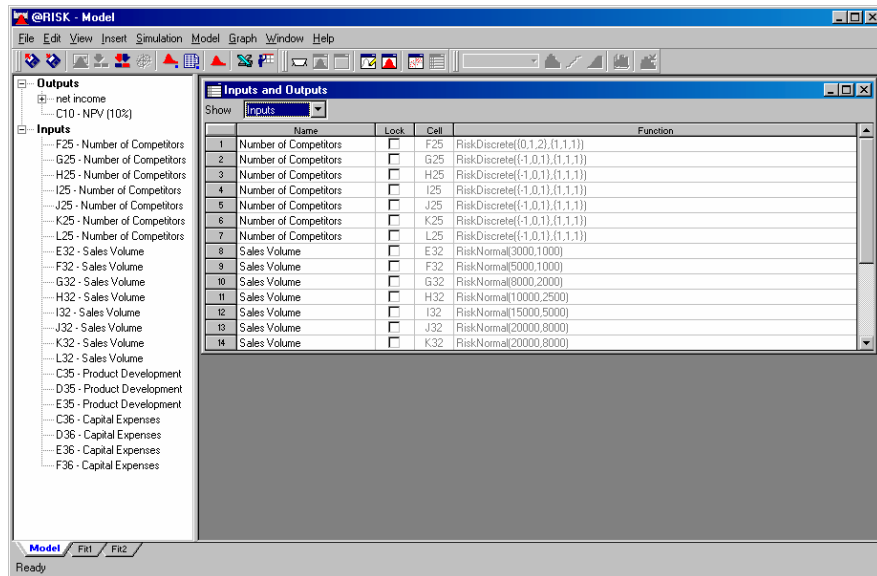 @RISK - Model
File Edit View Insert Simulation Model Graph Window Help
Outputs
net income
C10 - NPV (10%)
Inputs
F25 - Number of Competitors
G25 - Number of Competitors
H25 - Number of Competitors
I25 - Number of Competitors
J25 - Number of Competitors
K25 - Number of Competitors
L25 - Number of Competitors
E32 - Sales Volume
F32 - Sales Volume
G32 - Sales Volume
H32 - Sales Volume
I32 - Sales Volume
J32 - Sales Volume
K32 - Sales Volume
L32 - Sales Volume
C35 - Product Development
D35 - Product Development
E35 - Product Development
C36 - Capital Expenses
D36 - Capital Expenses
E36 - Capital Expenses
F36 - Capital Expenses
Inputs and Outputs
Show Inputs
Name Lock Cell Function
1 Number of Competitors F25 RiskDiscrete({0,1,2},{1,1,1})
2 Number of Competitors G25 RiskDiscrete({-1,0,1},{1,1,1})
3 Number of Competitors H25 RiskDiscrete({-1,0,1},{1,1,1})
4 Number of Competitors I25 RiskDiscrete({-1,0,1},{1,1,1})
5 Number of Competitors J25 RiskDiscrete({-1,0,1},{1,1,1})
6 Number of Competitors K25 RiskDiscrete({-1,0,1},{1,1,1})
7 Number of Competitors L25 RiskDiscrete({-1,0,1},{1,1,1})
8 Sales Volume E32 RiskNormal(3000,1000)
9 Sales Volume F32 RiskNormal(5000,1000)
10 Sales Volume G32 RiskNormal(8000,2000)
11 Sales Volume H32 RiskNormal(10000,2500)
12 Sales Volume I32 RiskNormal(15000,5000)
13 Sales Volume J32 RiskNormal(20000,8000)
14 Sales Volume K32 RiskNormal(20000,8000)
Model Fit1 Fit2
Ready